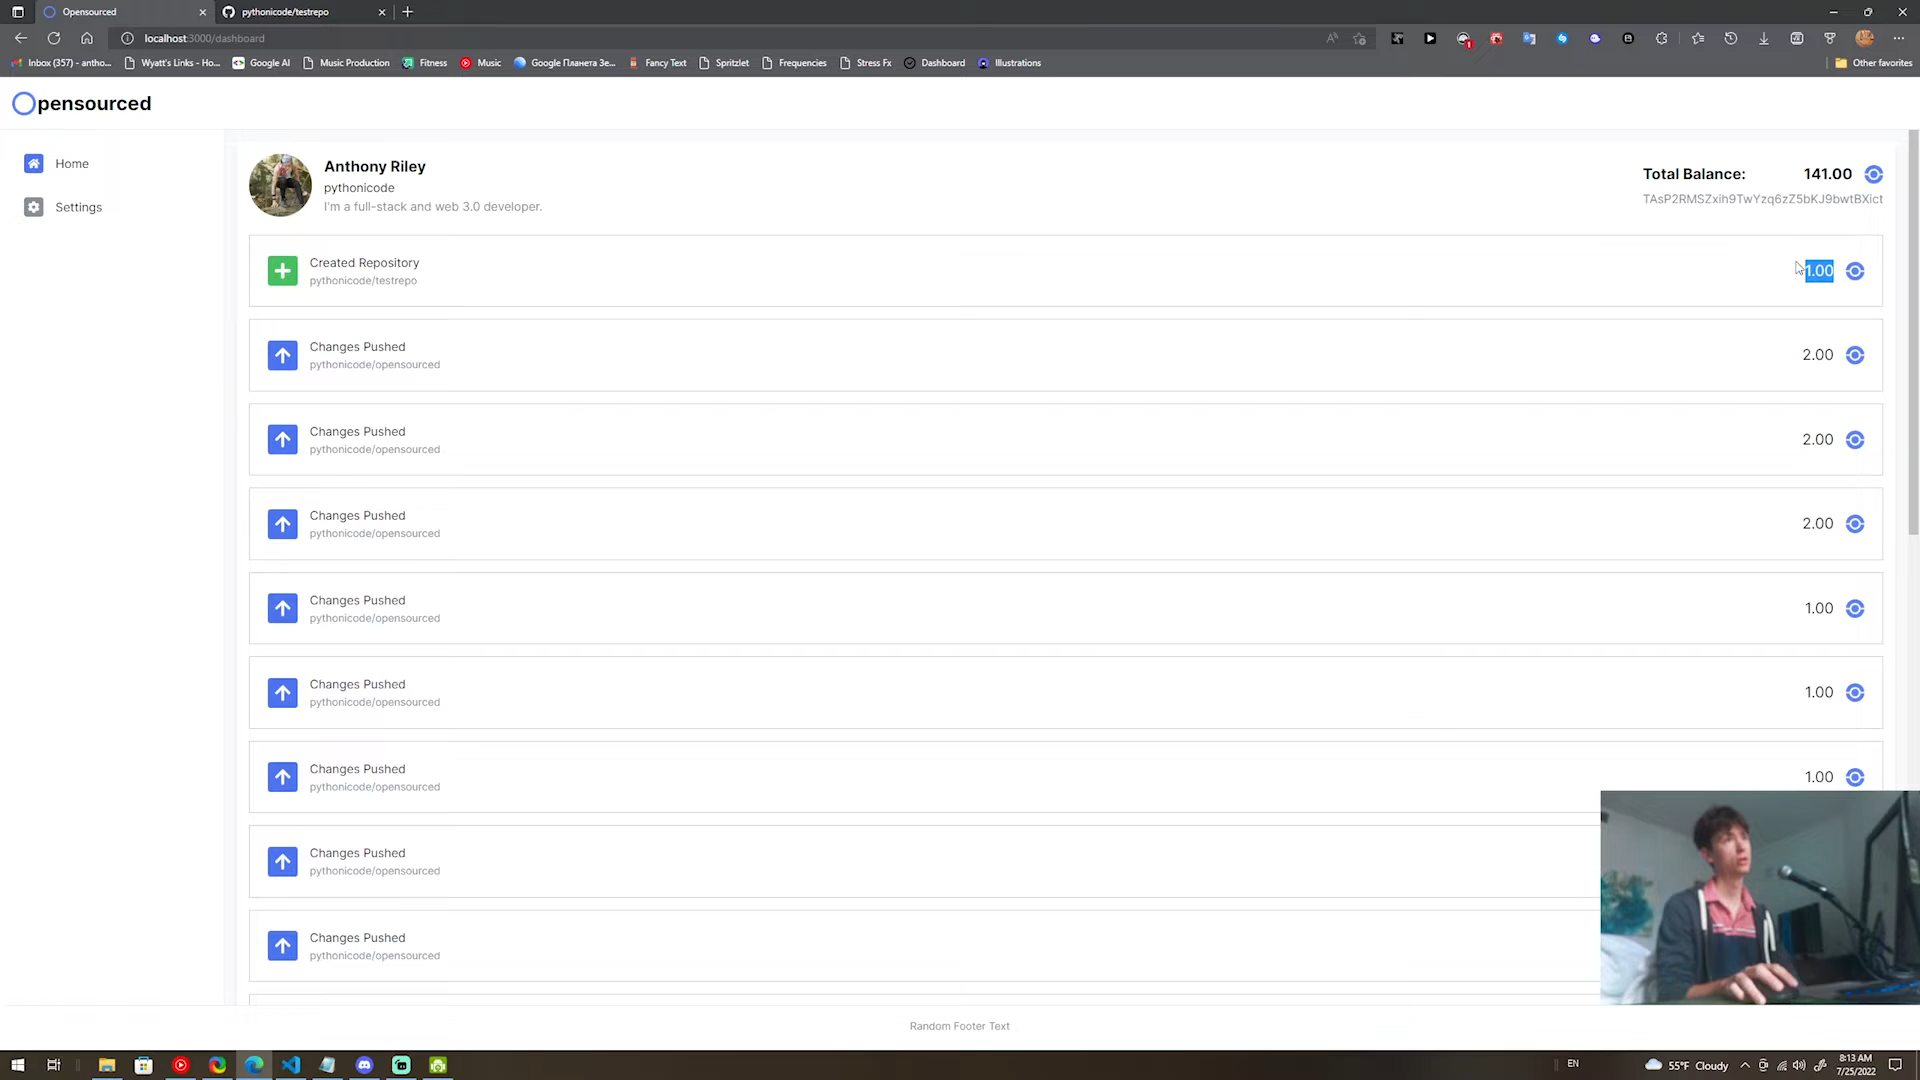 Opensourced
pythonicode/testrepo
localhost:3000/dashboard
Inbox (357) - antho...
Wyatt's Links - Ho...
Google AI
Music Production
Fitness
Music
Google Планета Зе...
Fancy Text
Spritzlet
Frequencies
Stress Fx
Dashboard
Illustrations
Other favorites
pensourced
Home
Settings
Anthony Riley
pythonicode
I'm a full-stack and web 3.0 developer.
Total Balance: 141.00
TAsP2RMSZxih9TwYzq6zZ5bKJ9bwtBXict
Created Repository
pythonicode/testrepo
1.00
Changes Pushed
pythonicode/opensourced
2.00
Changes Pushed
pythonicode/opensourced
2.00
Changes Pushed
pythonicode/opensourced
2.00
Changes Pushed
pythonicode/opensourced
1.00
Changes Pushed
pythonicode/opensourced
1.00
Changes Pushed
pythonicode/opensourced
1.00
Changes Pushed
pythonicode/opensourced
Changes Pushed
pythonicode/opensourced
Random Footer Text
EN
55°F Cloudy
8:13 AM
7/25/2022